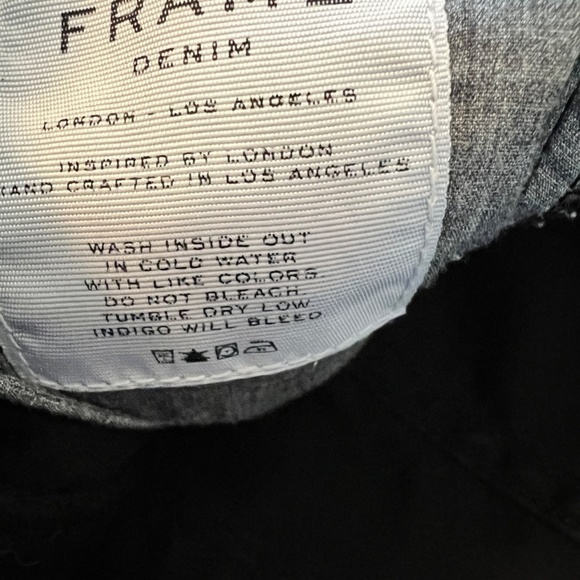 FRAME
DENIM
LONDON - LOS ANGELES
INSPIRED BY LONDON
HAND CRAFTED IN LOS ANGELES
WASH INSIDE OUT
IN COLD WATER
WITH LIKE COLORS.
DO NOT BLEACH
TUMBLE DRY LOW
INDIGO WILL BLEED